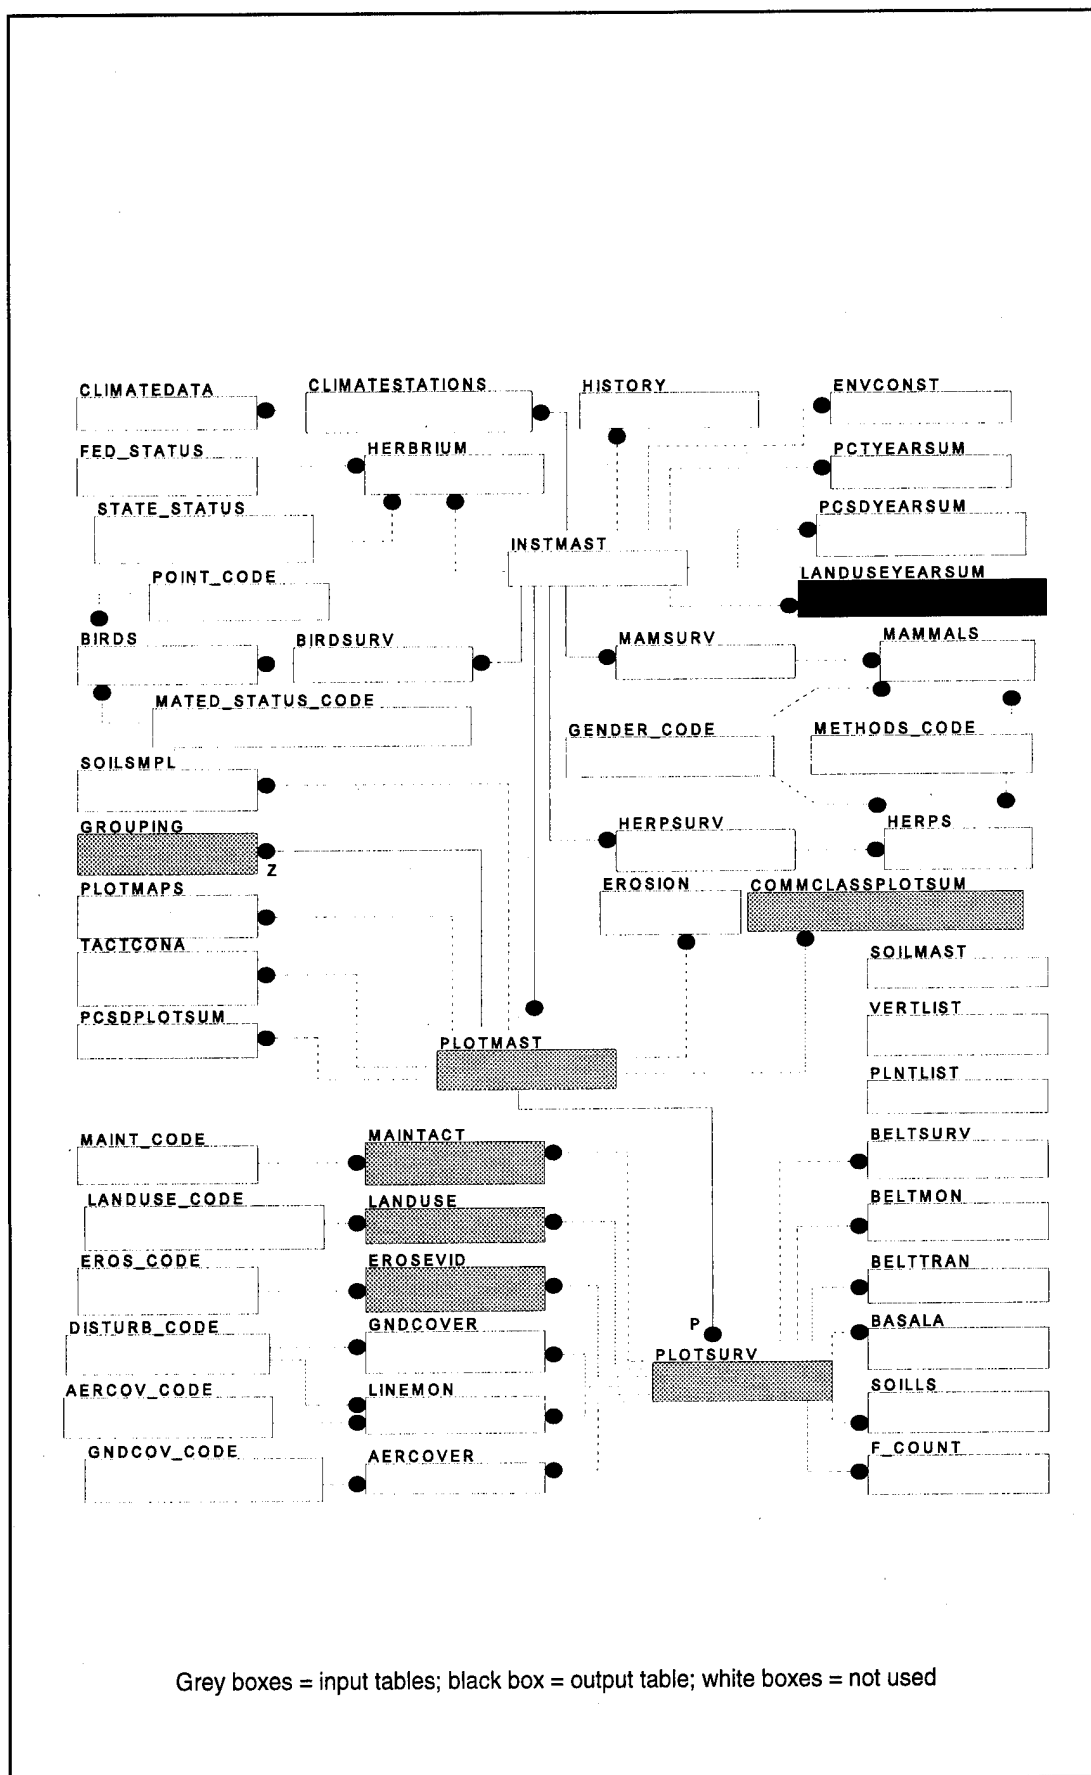 CLIMATEDATA
CLIMATESTATIONS
HISTORY
ENVCONST
FED_STATUS
HERBRIUM
PCTYEARSUM
STATE_STATUS
PCSDYEARSUM
INSTMAST
POINT_CODE
LANDUSEYEARSUM
BIRDS
BIRDSURV
MAMSURV
MAMMALS
MATED_STATUS_CODE
GENDER_CODE
METHODS_CODE
SOILSMPL
GROUPING
Z
HERPSURV
HERPS
PLOTMAPS
EROSION
COMMCLASSPLOTSUM
TACTCONA
SOILMAST
PCSDPLOTSUM
VERTLIST
PLOTMAST
PLNTLIST
MAINT_CODE
MAINTACT
BELTSURV
LANDUSE_CODE
LANDUSE
BELTMON
EROS_CODE
EROSEVID
BELTTRAN
DISTURB_CODE
GNDCOVER
P
BASALA
PLOTSURV
AERCOV_CODE
LINEMON
SOILLS
GNDCOV_CODE
AERCOVER
F_COUNT
Grey boxes = input tables; black box = output table; white boxes = not used